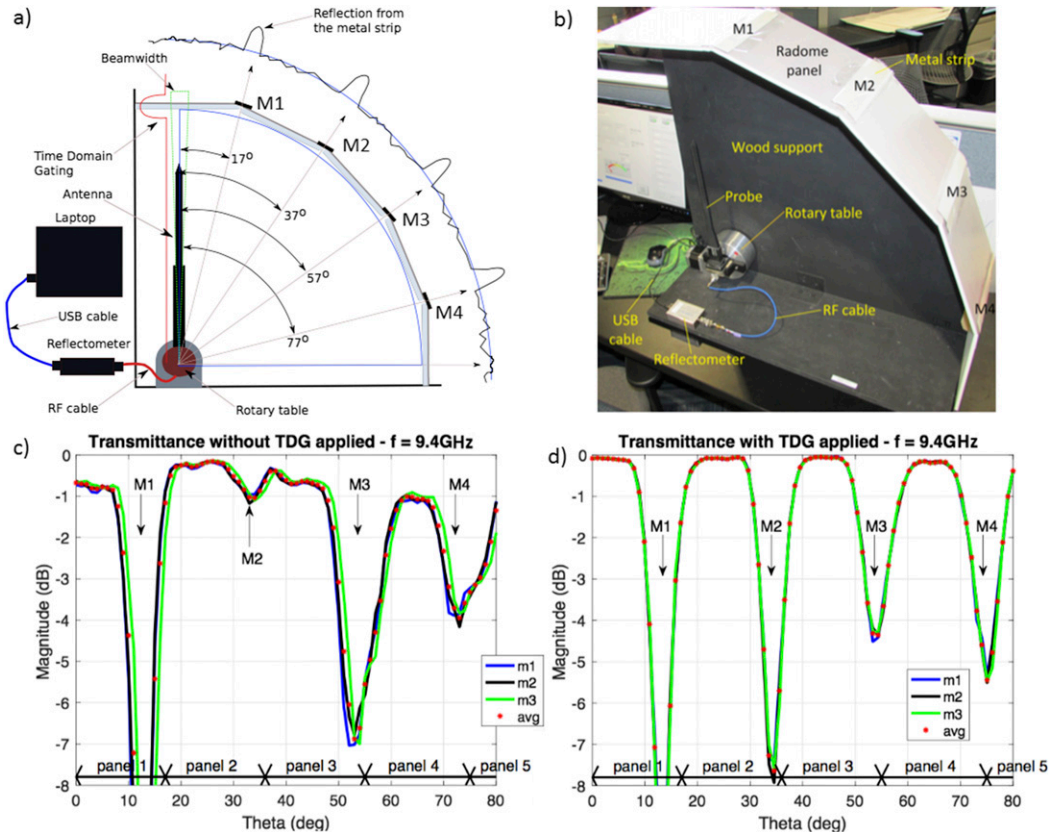 a)
Reflection from
the metal strip
Beamwidth
M1
M2
Time Domain
Gating
17o
Antenna
37o
Laptop
M3
57o
M4
USB cable
77o
Reflectometer
RF cable
Rotary table
b)
M1
Radome
panel
Metal strip
M2
Wood support
M3
Probe
Rotary table
M4
USB
cable
RF cable
Reflectometer
c)
Transmittance without TDG applied - f = 9.4GHz
Magnitude (dB)
0
-1
-2
-3
-4
-5
-6
-7
-8
M1
M2
M3
M4
m1
m2
m3
avg
panel 1
panel 2
panel 3
panel 4
panel 5
0 10 20 30 40 50 60 70 80
Theta (deg)
d)
Transmittance with TDG applied - f = 9.4GHz
Magnitude (dB)
0
-1
-2
-3
-4
-5
-6
-7
-8
M1
M2
M3
M4
m1
m2
m3
avg
panel 1
panel 2
panel 3
panel 4
panel 5
0 10 20 30 40 50 60 70 80
Theta (deg)